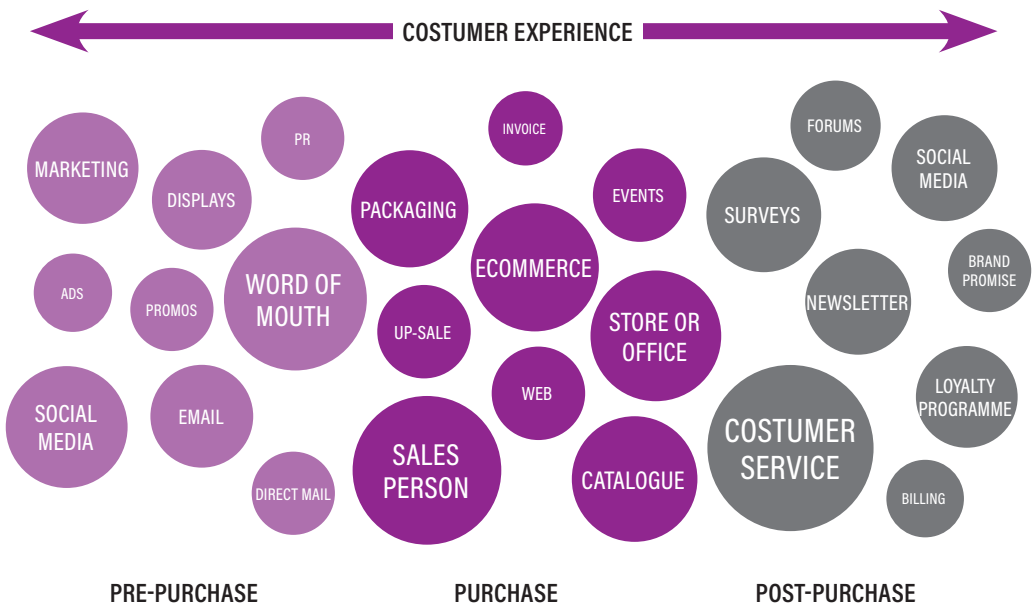 COSTUMER EXPERIENCE
MARKETING
DISPLAYS
PR
ADS
PROMOS
WORD OF
MOUTH
SOCIAL
MEDIA
EMAIL
DIRECT MAIL
PACKAGING
INVOICE
EVENTS
ECOMMERCE
UP-SALE
STORE OR
OFFICE
WEB
SALES
PERSON
CATALOGUE
FORUMS
SOCIAL
MEDIA
SURVEYS
BRAND
PROMISE
NEWSLETTER
LOYALTY
PROGRAMME
COSTUMER
SERVICE
BILLING
PRE-PURCHASE
PURCHASE
POST-PURCHASE